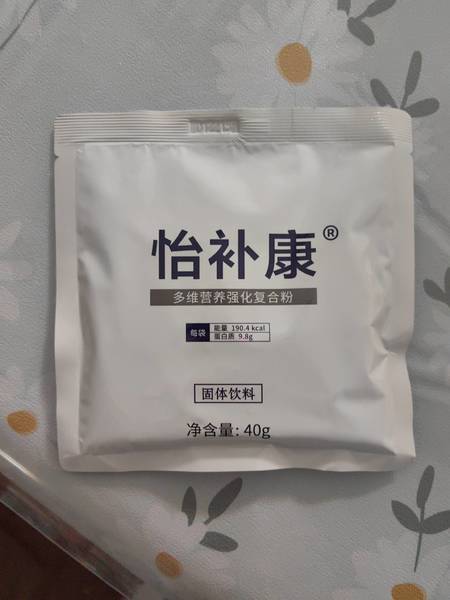 怡补康®
多维营养强化复合粉
每袋 能量 190.4 kcal
蛋白质 9.8g
固体饮料
净含量: 40g